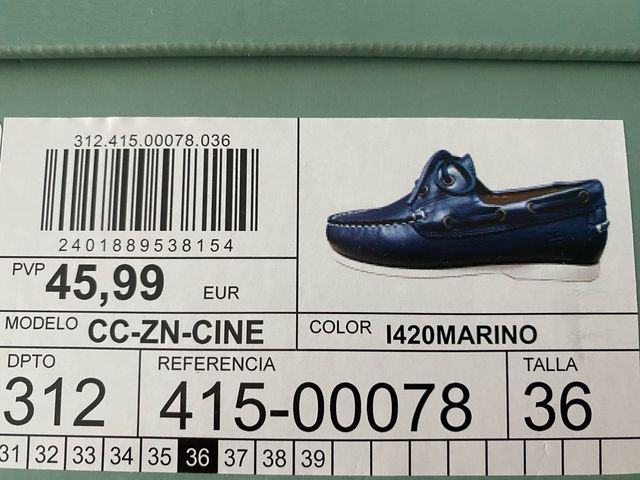 312.415.00078.036
2401889538154
PVP 45,99 EUR
MODELO CC-ZN-CINE
COLOR I420MARINO
DPTO
312
REFERENCIA
415-00078
TALLA
36
31 32 33 34 35 36 37 38 39